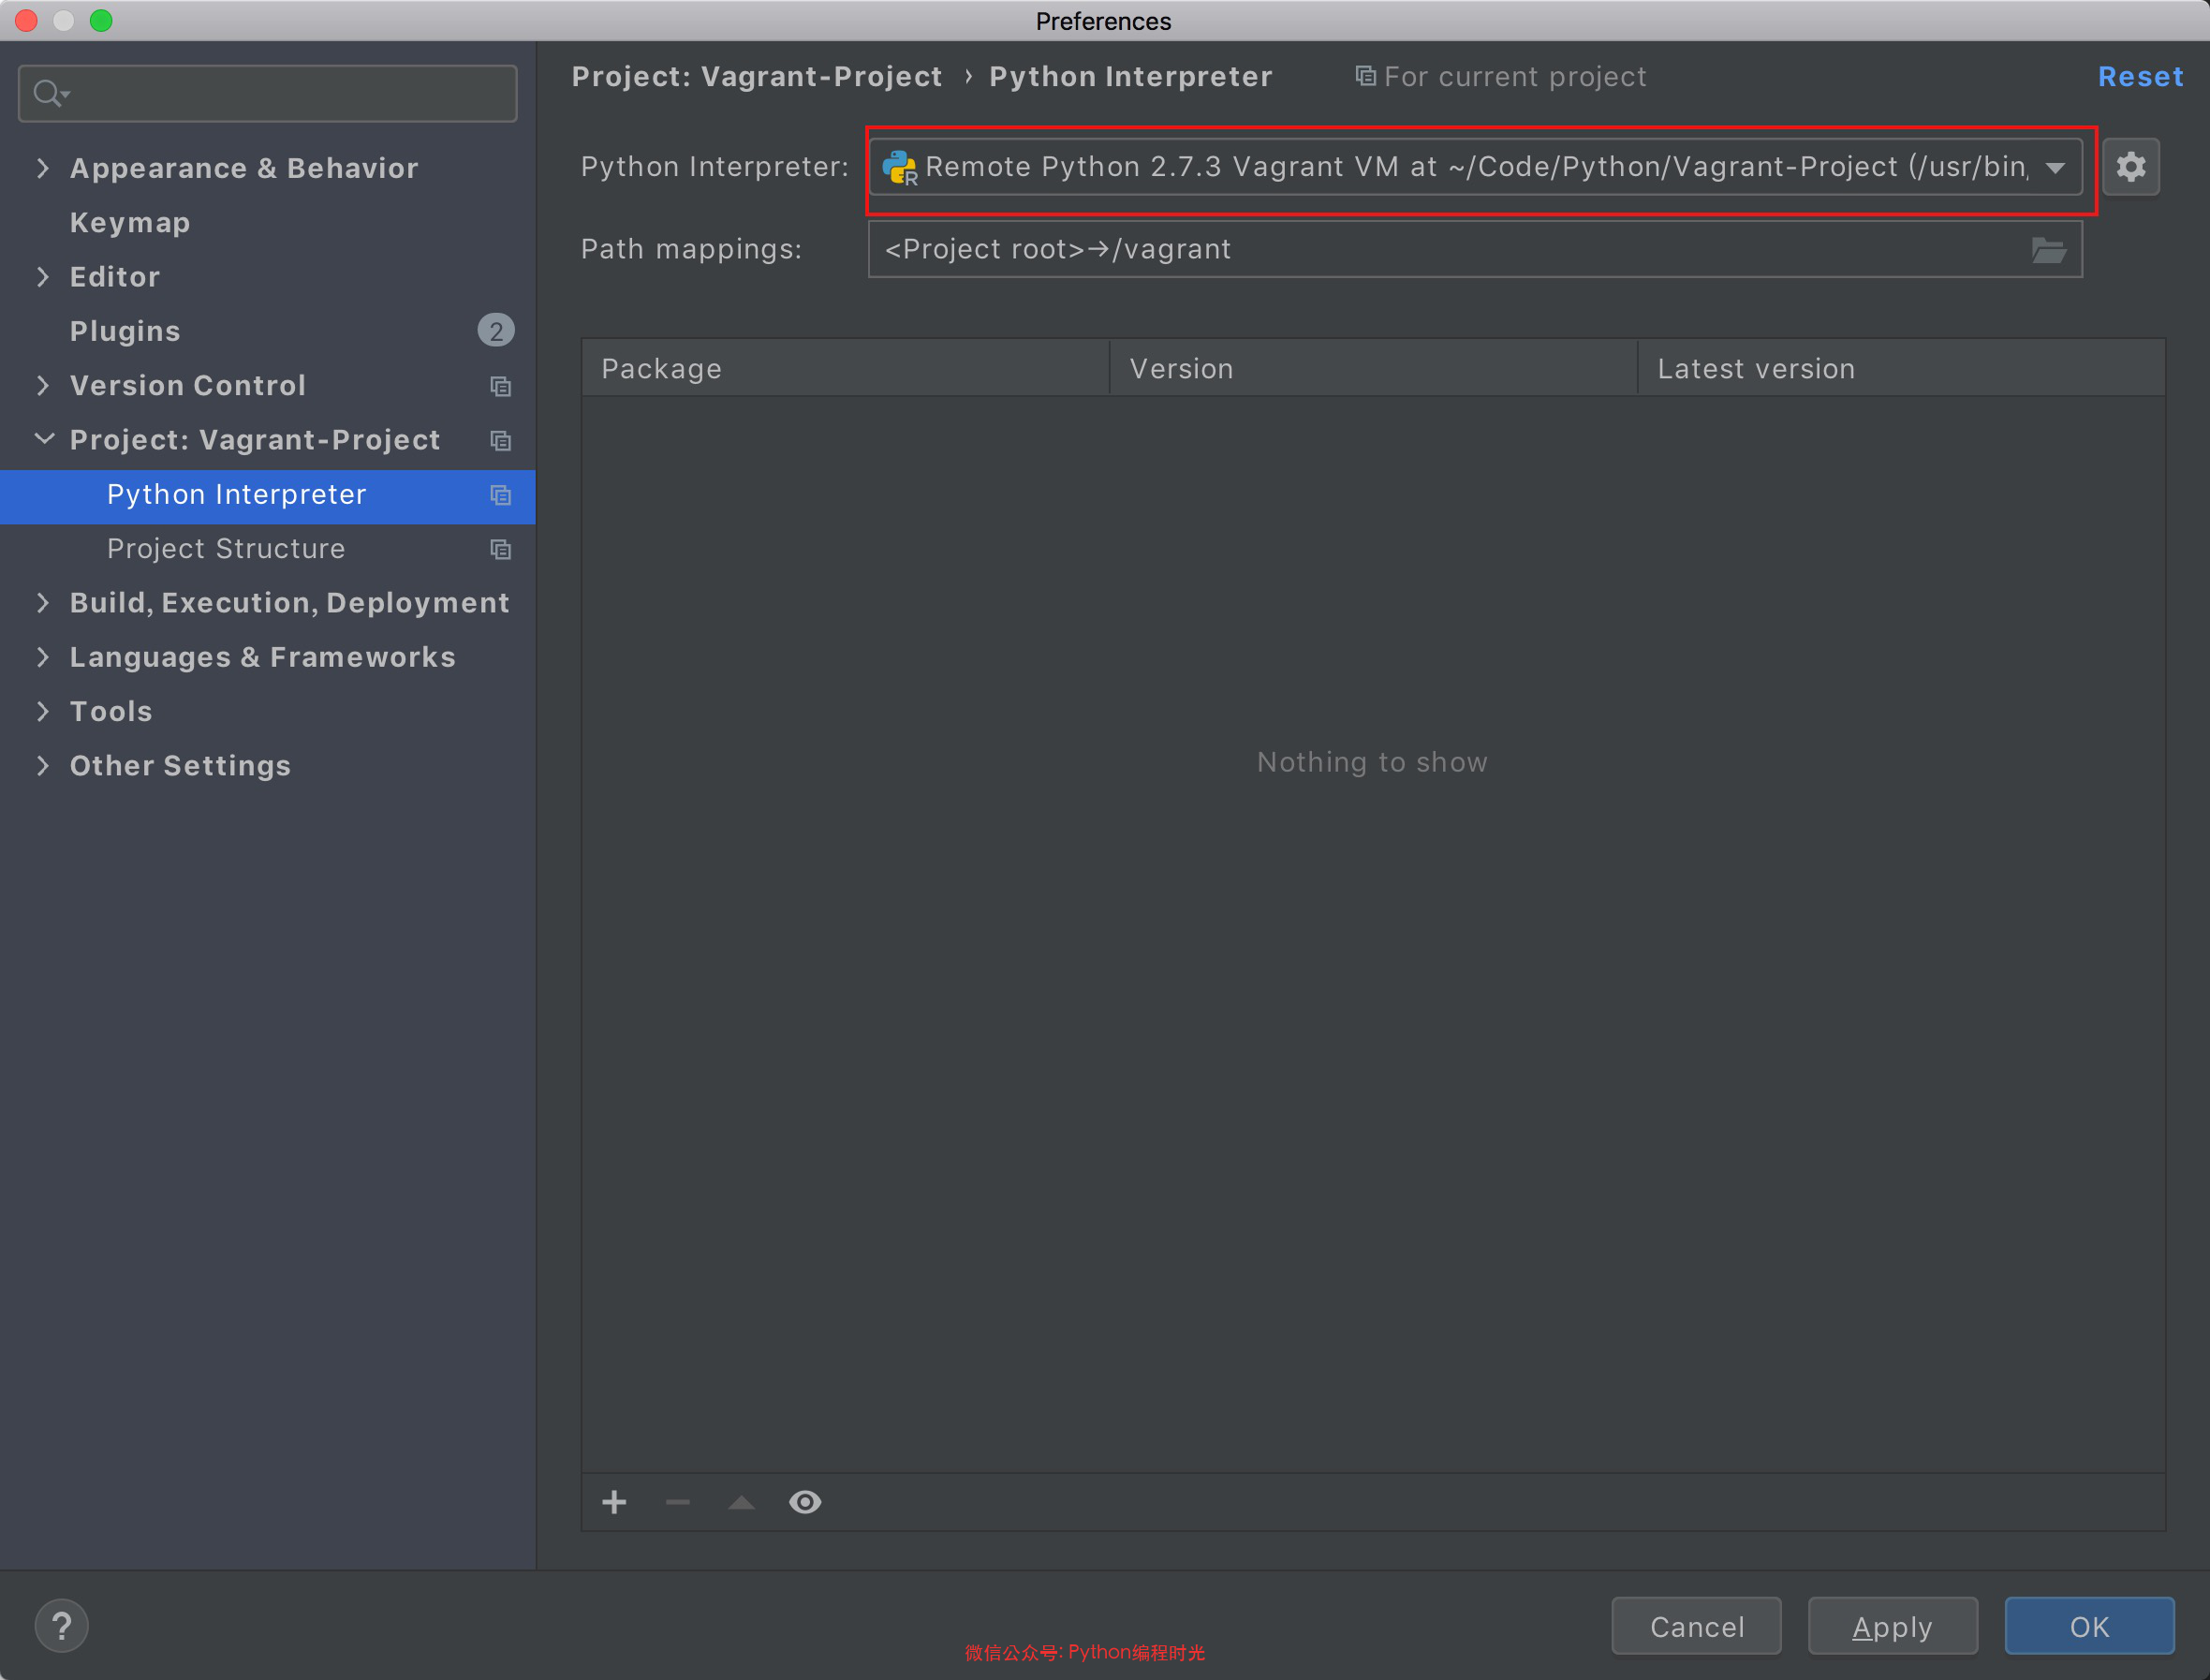 Preferences
Project: Vagrant-Project › Python Interpreter For current project Reset
Python Interpreter: Remote Python 2.7.3 Vagrant VM at ~/Code/Python/Vagrant-Project (/usr/bin,
Path mappings: <Project root>→/vagrant
Appearance & Behavior
Keymap
Editor
Plugins 2
Version Control
Project: Vagrant-Project
Python Interpreter
Project Structure
Build, Execution, Deployment
Languages & Frameworks
Tools
Other Settings
Package Version Latest version
Nothing to show
? Cancel Apply OK
微信公众号: Python编程时光